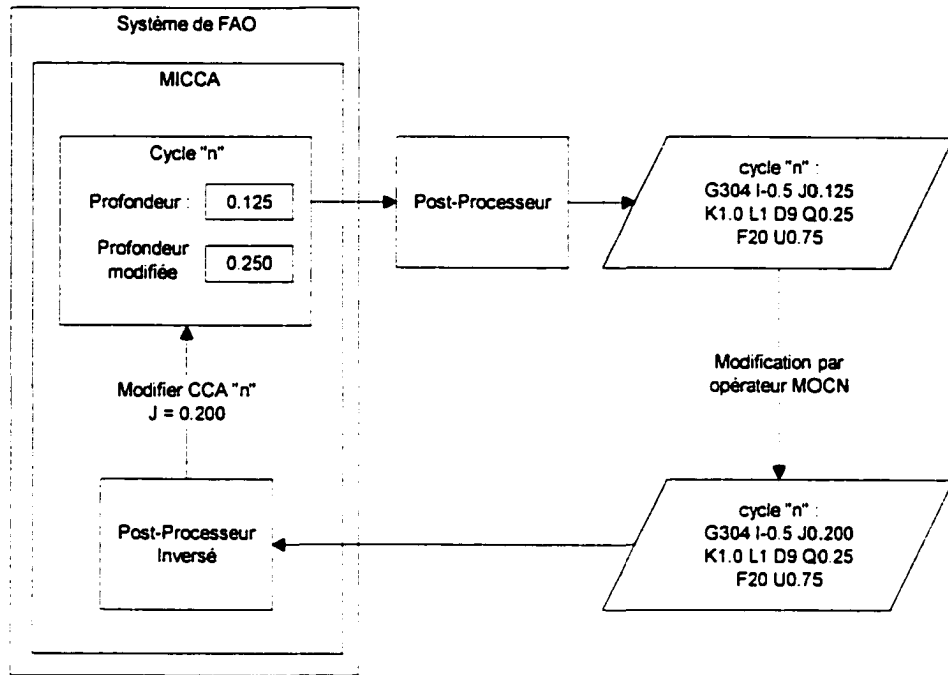 Système de FAO
MICCA
Cycle "n"
Profondeur :
0.125
Profondeur
modifiée
0.250
Post-Processeur
cycle "n" :
G304 I-0.5 J0.125
K1.0 L1 D9 Q0.25
F20 U0.75
Modification par
opérateur MOCN
Modifier CCA "n"
J = 0.200
Post-Processeur
Inversé
cycle "n" :
G304 I-0.5 J0.200
K1.0 L1 D9 Q0.25
F20 U0.75